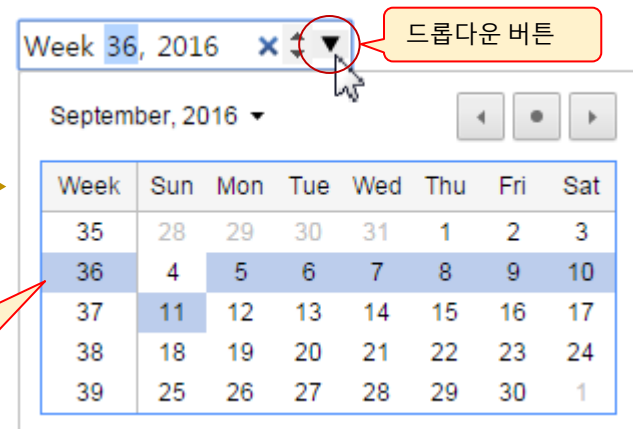 Week 36, 2016
드롭다운 버튼
September, 2016
Week Sun Mon Tue Wed Thu Fri Sat
35 28 29 30 31 1 2 3
36 4 5 6 7 8 9 10
37 11 12 13 14 15 16 17
38 18 19 20 21 22 23 24
39 25 26 27 28 29 30 1